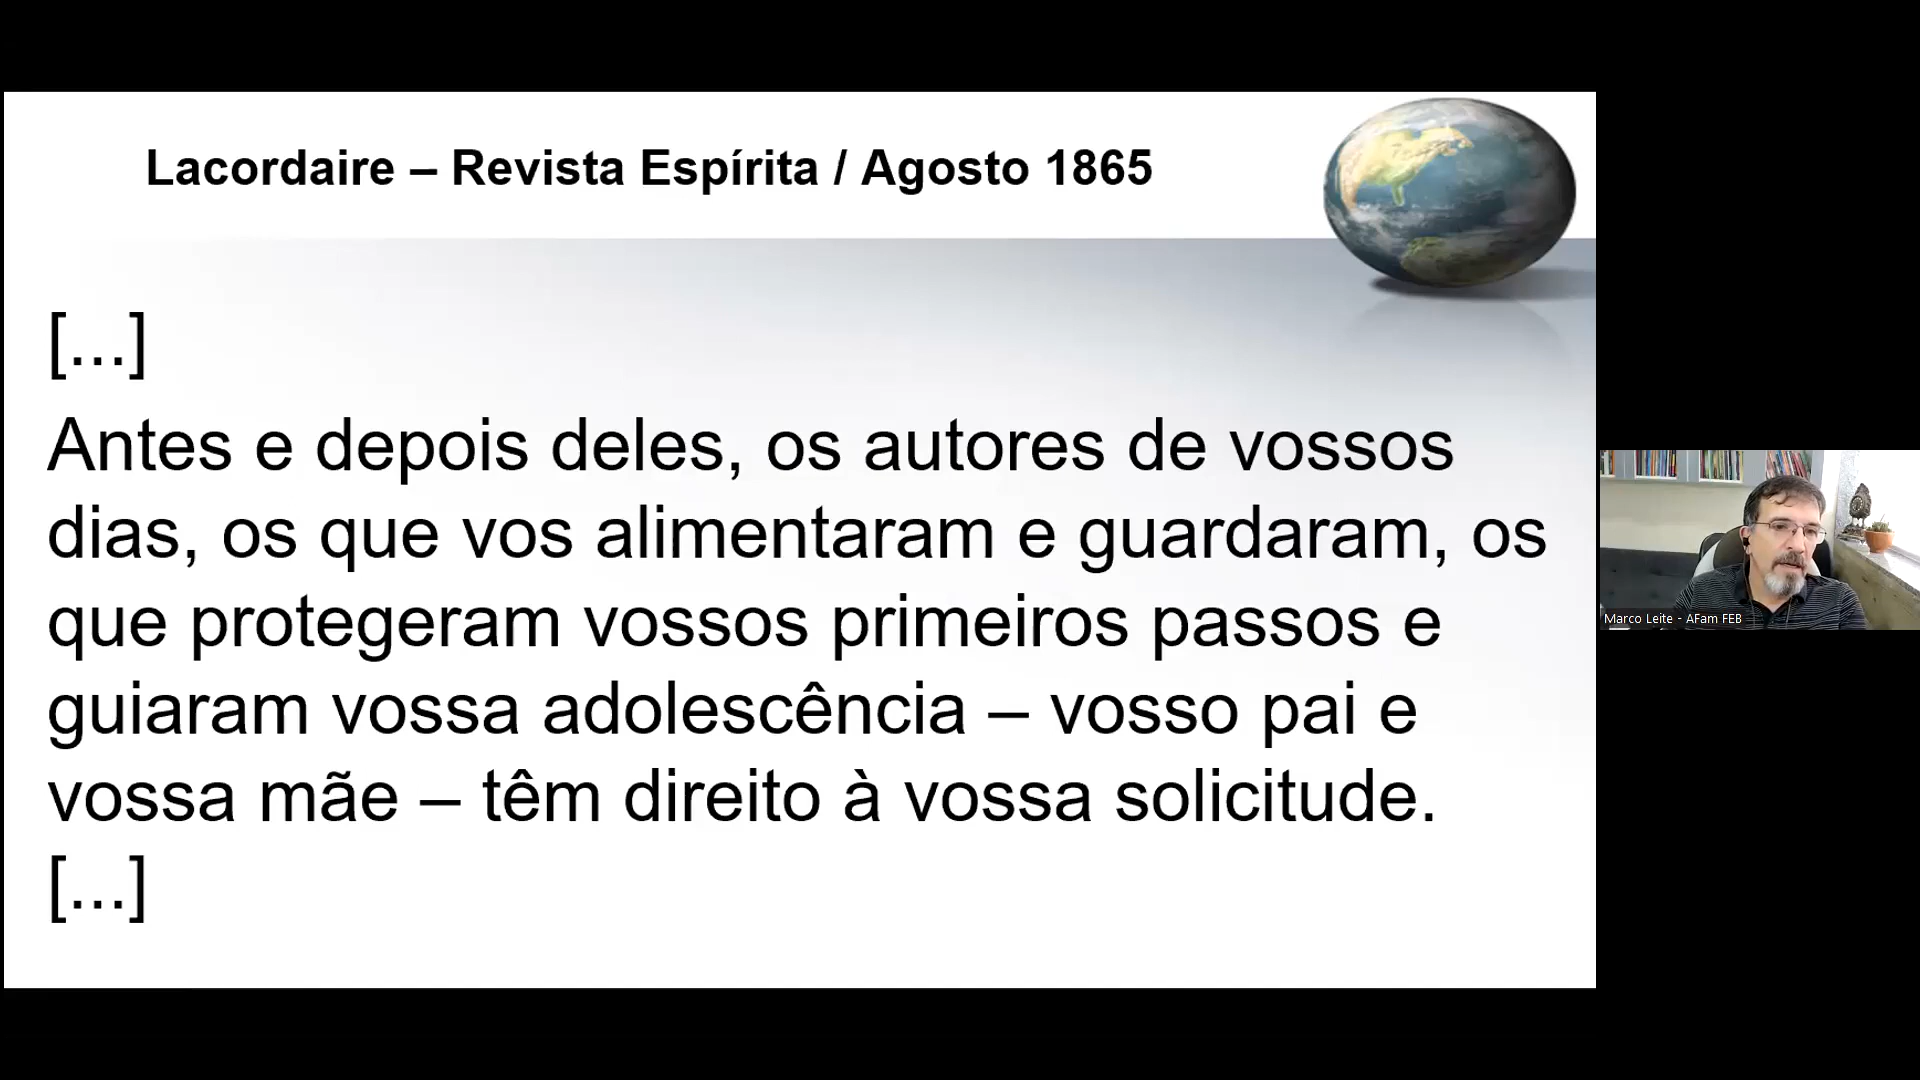 Lacordaire – Revista Espírita / Agosto 1865
[...]
Antes e depois deles, os autores de vossos
dias, os que vos alimentaram e guardaram, os
que protegeram vossos primeiros passos e
guiaram vossa adolescência – vosso pai e
vossa mãe – têm direito à vossa solicitude.
[...]
Marco Leite - AFam FEB